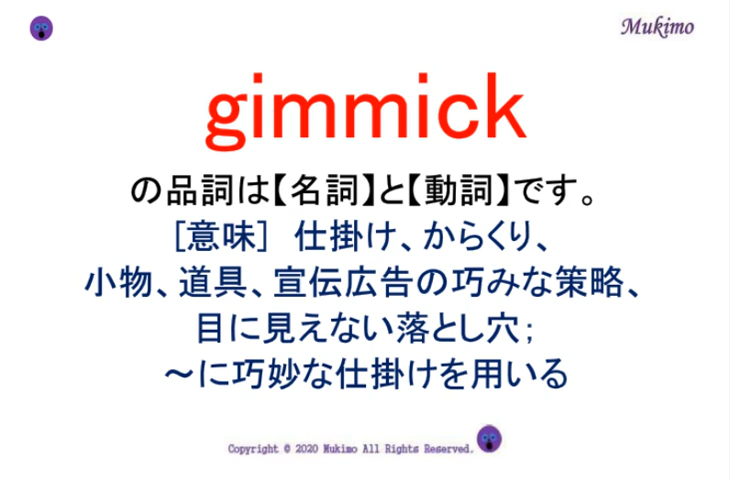 Mukimo
gimmick
の品詞は【名詞】と【動詞】です。
[意味] 仕掛け、からくり、
小物、道具、宣伝広告の巧みな策略、
目に見えない落とし穴；
～に巧妙な仕掛けを用いる
Copyright © 2020 Mukimo All Rights Reserved.